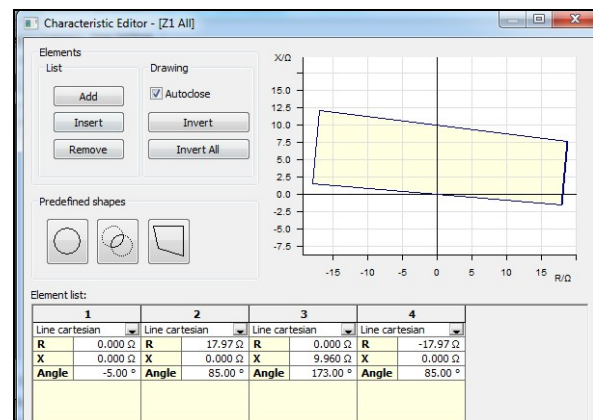 Characteristic Editor - [Z1 All]
Elements
List
Drawing
Add
Autoclose
Insert
Invert
Remove
Invert All
Predefined shapes
X/Ω
15.0
12.5
10.0
7.5
5.0
2.5
0.0
-2.5
-5.0
-7.5
-15 -10 -5 0 5 10 15 R/Ω
Element list:
1 2 3 4
Line cartesian Line cartesian Line cartesian Line cartesian
R 0.000 Ω R 17.97 Ω R 0.000 Ω R -17.97 Ω
X 0.000 Ω X 0.000 Ω X 9.960 Ω X 0.000 Ω
Angle -5.00 ° Angle 85.00 ° Angle 173.00 ° Angle 85.00 °